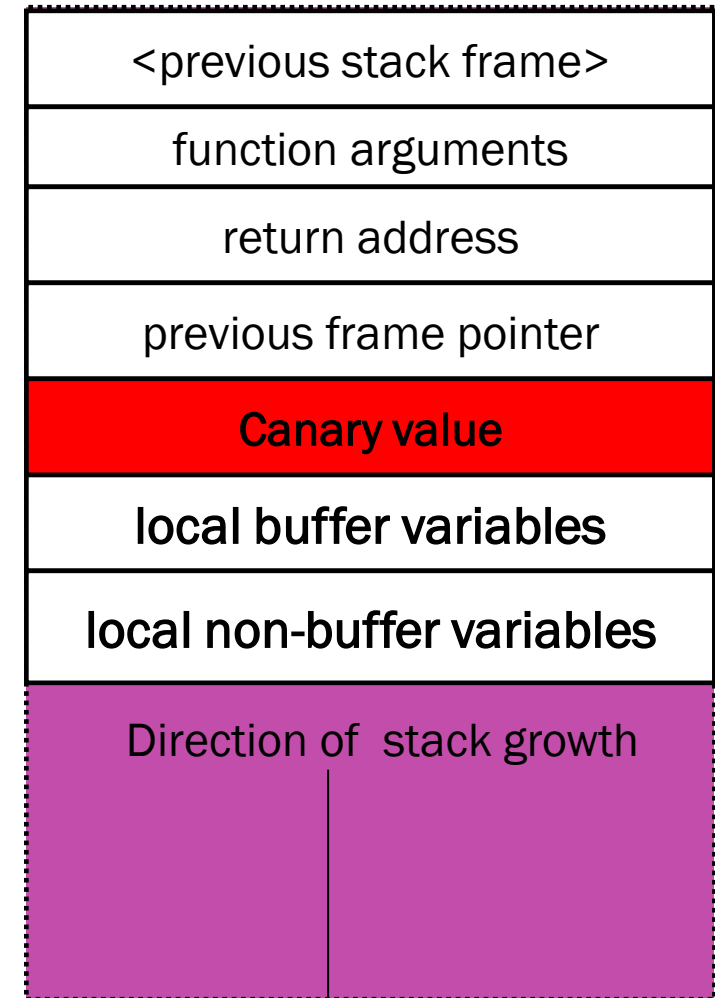 <previous stack frame>
function arguments
return address
previous frame pointer
Canary value
local buffer variables
local non-buffer variables
Direction of stack growth